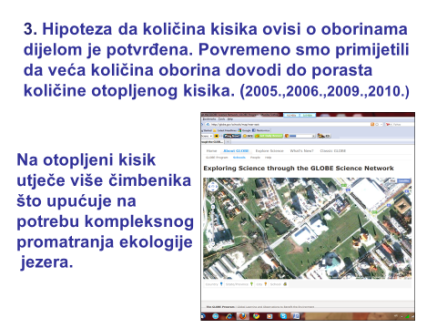 3. Hipoteza da količina kisika ovisi o oborinama
dijelom je potvrđena. Povremeno smo primijetili
da veća količina oborina dovodi do porasta
količine otopljenog kisika. (2005.,2006.,2009.,2010.)
Na otopljeni kisik
utječe više čimbenika
što upućuje na
potrebu kompleksnog
promatranja ekologije
jezera.
Exploring Science through the GLOBE Science Network